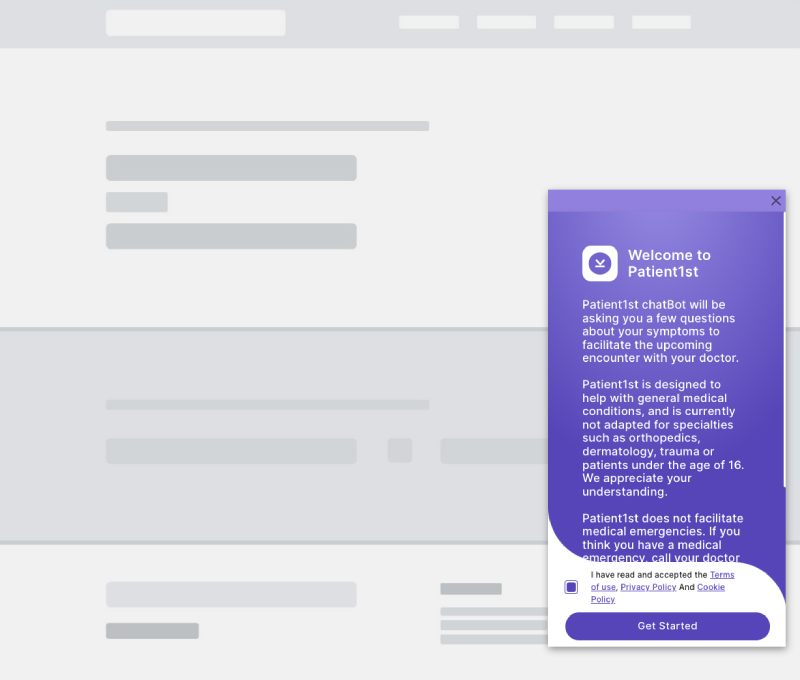 Welcome to
Patient1st
Patient1st chatBot will be
asking you a few questions
about your symptoms to
facilitate the upcoming
encounter with your doctor.
Patient1st is designed to
help with general medical
conditions, and is currently
not adapted for specialties
such as orthopedics,
dermatology, trauma or
patients under the age of 16.
We appreciate your
understanding.
Patient1st does not facilitate
medical emergencies. If you
think you have a medical
emergency, call your doctor
I have read and accepted the Terms
of use, Privacy Policy And Cookie
Policy
Get Started